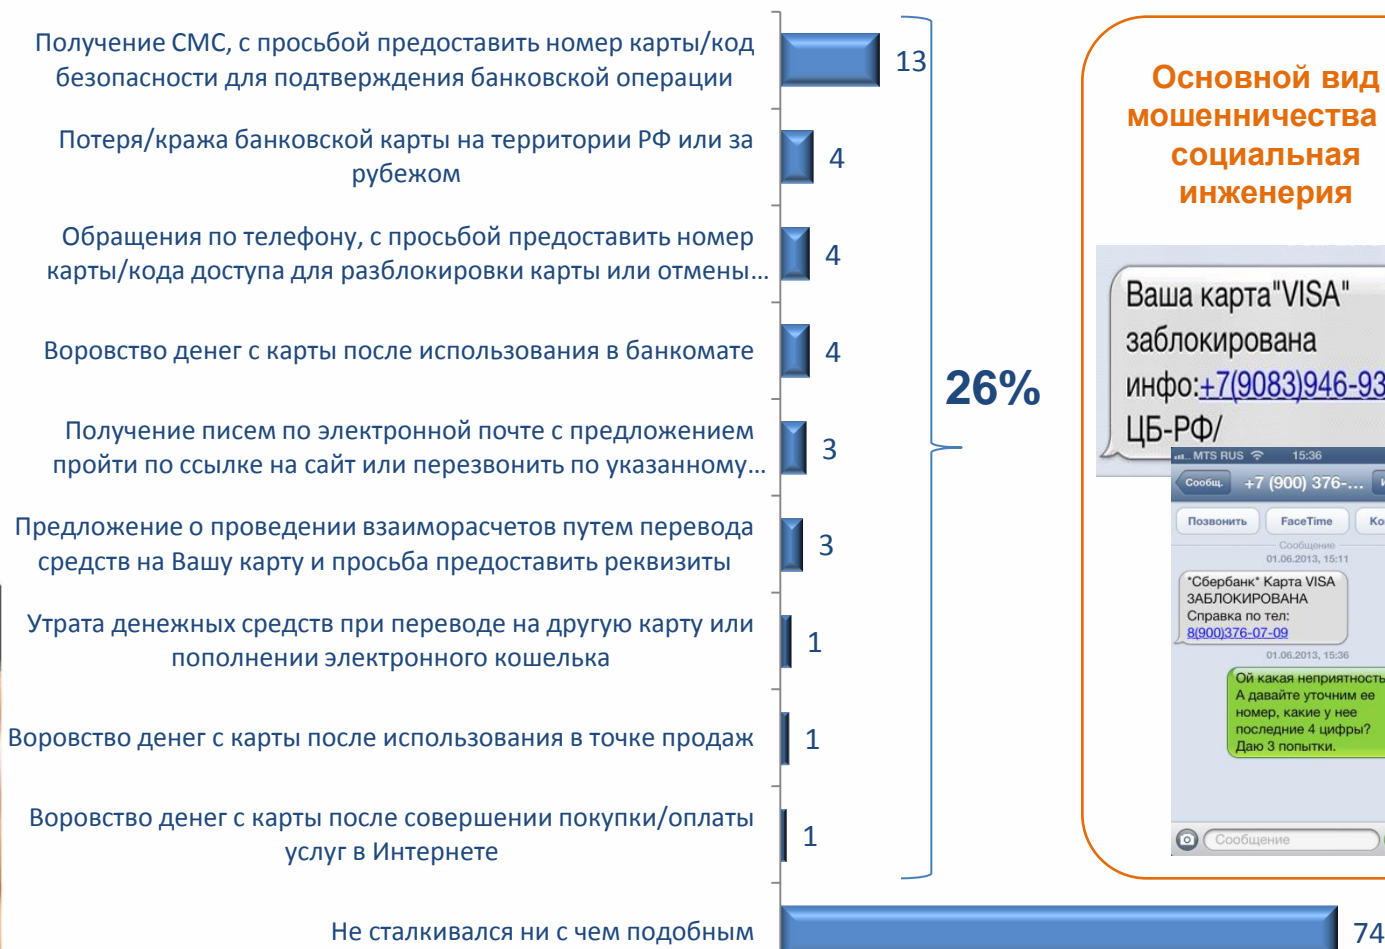 Получение СМС, с просьбой предоставить номер карты/код
безопасности для подтверждения банковской операции
13
Потеря/кража банковской карты на территории РФ или за
рубежом
4
Обращения по телефону, с просьбой предоставить номер
карты/кода доступа для разблокировки карты или отмены...
4
Воровство денег с карты после использования в банкомате
4
Получение писем по электронной почте с предложением
пройти по ссылке на сайт или перезвонить по указанному...
3
Предложение о проведении взаиморасчетов путем перевода
средств на Вашу карту и просьба предоставить реквизиты
3
Утрата денежных средств при переводе на другую карту или
пополнении электронного кошелька
1
Воровство денег с карты после использования в точке продаж
1
Воровство денег с карты после совершении покупки/оплаты
услуг в Интернете
1
Не сталкивался ни с чем подобным
74
26%
Основной вид
мошенничества
социальная
инженерия
Ваша карта"VISA"
заблокирована
инфо:+7(9083)946-93
ЦБ-РФ/
MTS RUS 15:36
Сообщ. +7 (900) 376-...
Позвонить FaceTime Ко
Сообщение
01.06.2013, 15:11
*Сбербанк* Карта VISA
ЗАБЛОКИРОВАНА
Справка по тел:
8(900)376-07-09
01.06.2013, 15:36
Ой какая неприятность
А давайте уточним ее
номер, какие у нее
последние 4 цифры?
Даю 3 попытки.
Сообщение